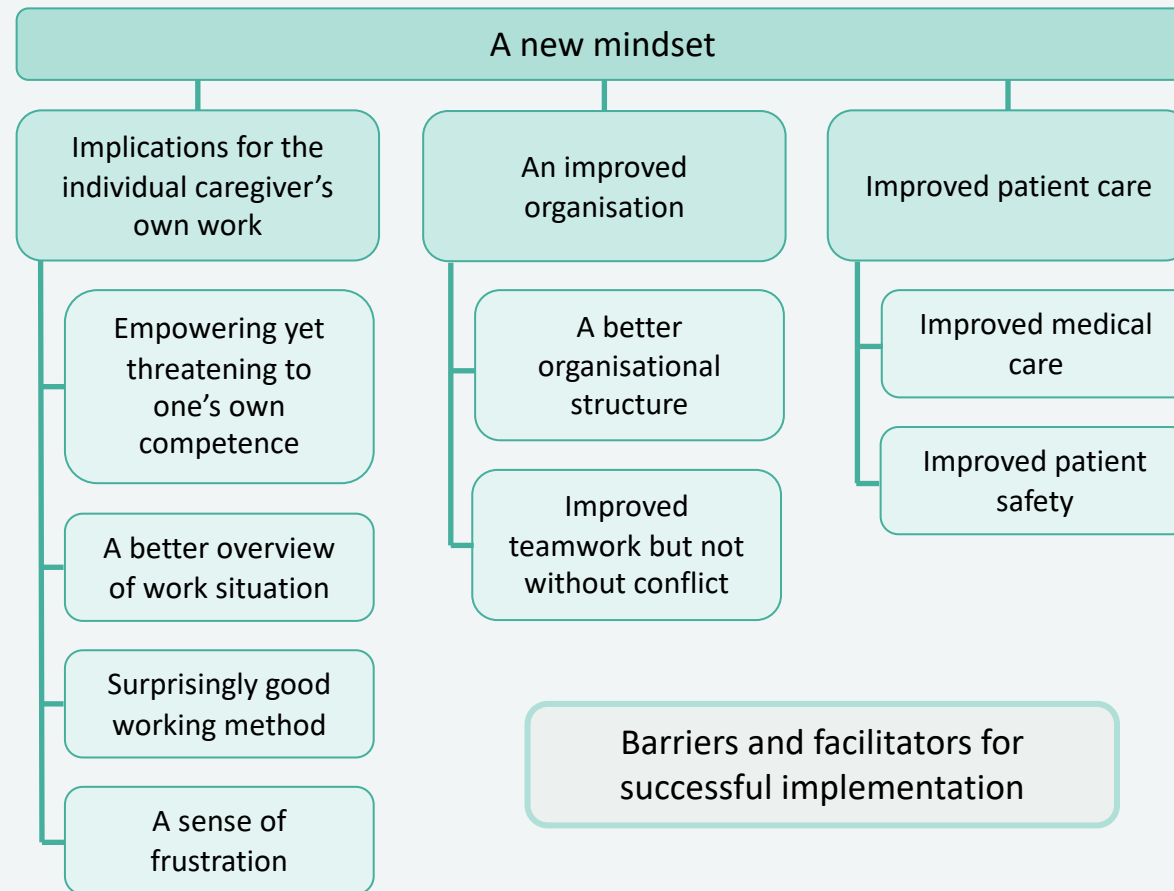 A new mindset
Implications for the
individual caregiver’s
own work
Empowering yet
threatening to
one’s own
competence
A better overview
of work situation
Surprisingly good
working method
A sense of
frustration
An improved
organisation
A better
organisational
structure
Improved
teamwork but not
without conflict
Improved patient care
Improved medical
care
Improved patient
safety
Barriers and facilitators for
successful implementation